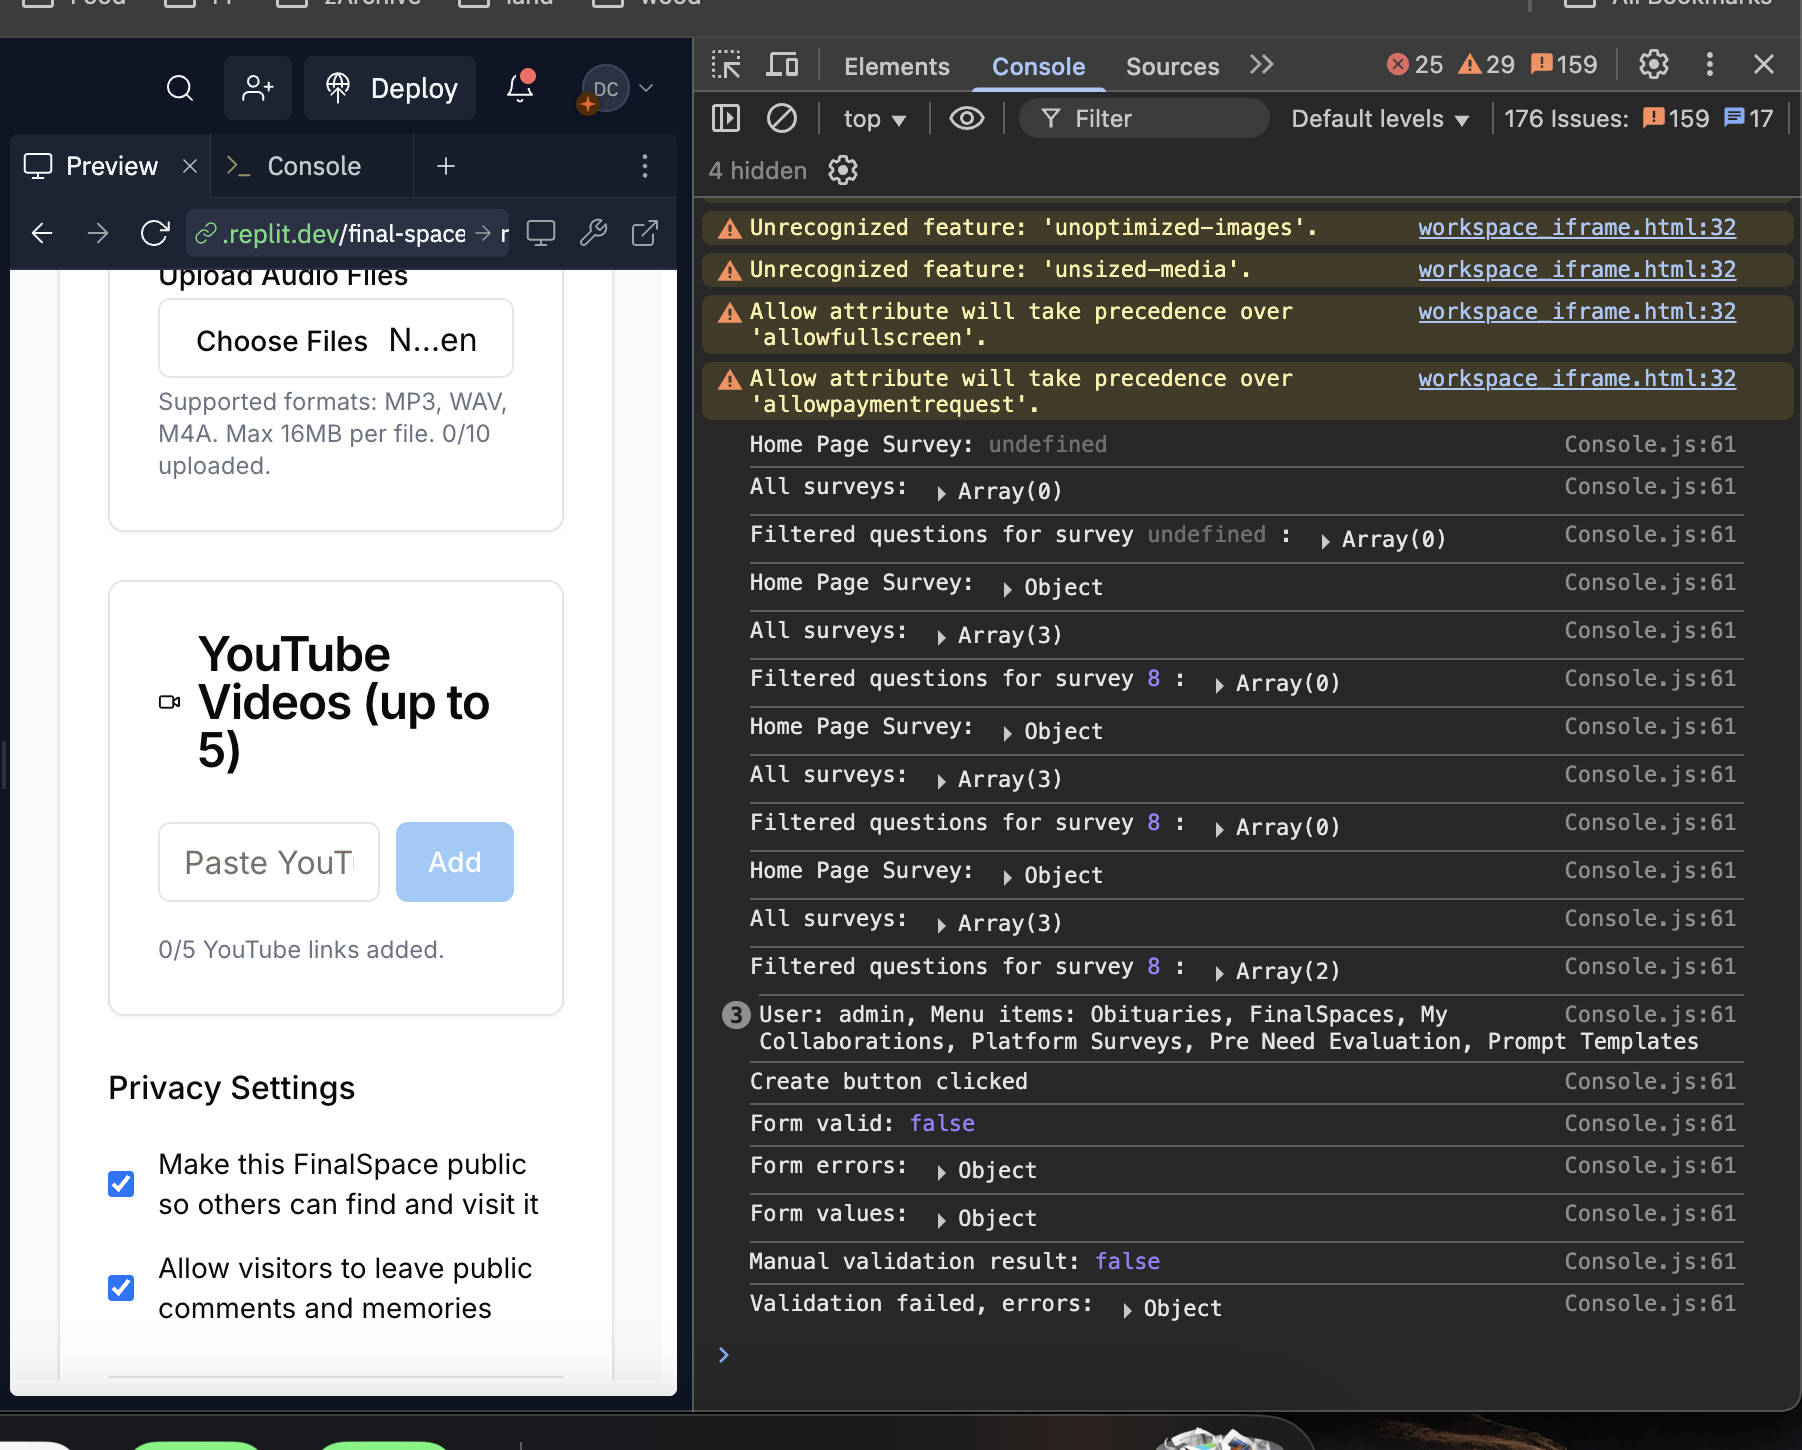 Food
zArchive
land
wood
All Bookmarks
Deploy
DC
Preview
Console
.replit.dev/final-space → r
Upload Audio Files
Choose Files N...en
Supported formats: MP3, WAV,
M4A. Max 16MB per file. 0/10
uploaded.
YouTube
Videos (up to
5)
Paste YouT
Add
0/5 YouTube links added.
Privacy Settings
Make this FinalSpace public
so others can find and visit it
Allow visitors to leave public
comments and memories
Elements
Console
Sources
25
29
159
top
Filter
Default levels
176 Issues: 159 17
4 hidden
Unrecognized feature: 'unoptimized-images'. workspace_iframe.html:32
Unrecognized feature: 'unsized-media'. workspace_iframe.html:32
Allow attribute will take precedence over workspace_iframe.html:32
'allowfullscreen'.
Allow attribute will take precedence over workspace_iframe.html:32
'allowpaymentrequest'.
Home Page Survey: undefined Console.js:61
All surveys: Array(0) Console.js:61
Filtered questions for survey undefined : Array(0) Console.js:61
Home Page Survey: Object Console.js:61
All surveys: Array(3) Console.js:61
Filtered questions for survey 8 : Array(0) Console.js:61
Home Page Survey: Object Console.js:61
All surveys: Array(3) Console.js:61
Filtered questions for survey 8 : Array(0) Console.js:61
Home Page Survey: Object Console.js:61
All surveys: Array(3) Console.js:61
Filtered questions for survey 8 : Array(2) Console.js:61
3 User: admin, Menu items: Obituaries, FinalSpaces, My Console.js:61
Collaborations, Platform Surveys, Pre Need Evaluation, Prompt Templates
Create button clicked Console.js:61
Form valid: false Console.js:61
Form errors: Object Console.js:61
Form values: Object Console.js:61
Manual validation result: false Console.js:61
Validation failed, errors: Object Console.js:61